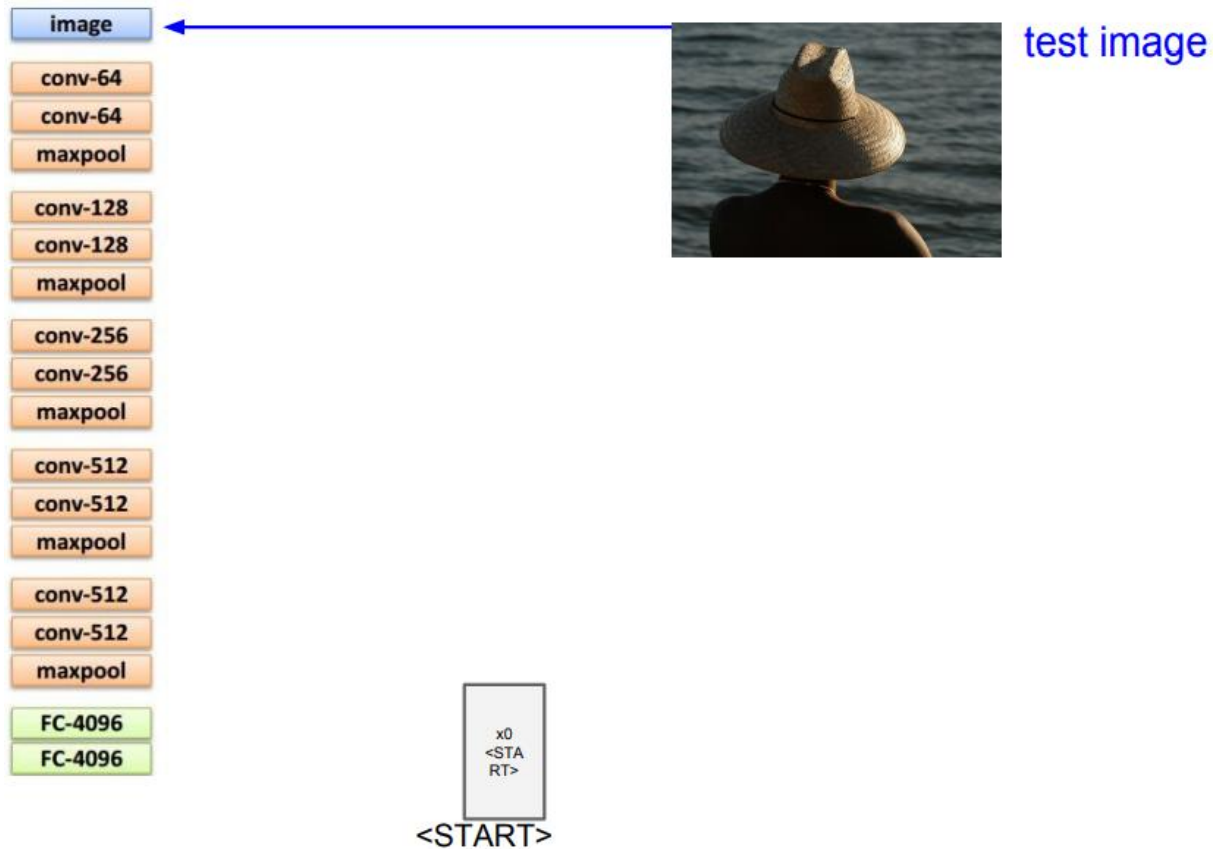 image
test image
conv-64
conv-64
maxpool
conv-128
conv-128
maxpool
conv-256
conv-256
maxpool
conv-512
conv-512
maxpool
conv-512
conv-512
maxpool
FC-4096
FC-4096
x0
<STA
RT>
<START>